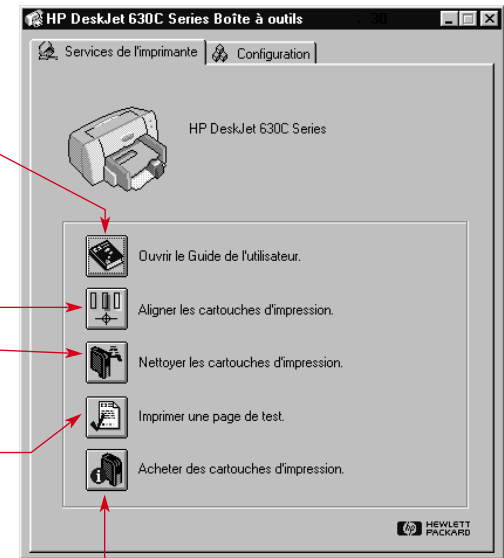 HP DeskJet 630C Series Boîte à outils
30
Services de l'imprimante
Configuration
HP DeskJet 630C Series
Ouvrir le Guide de l'utilisateur.
Aligner les cartouches d'impression.
Nettoyer les cartouches d'impression.
Imprimer une page de test.
Acheter des cartouches d'impression.
hp HEWLETT
PACKARD